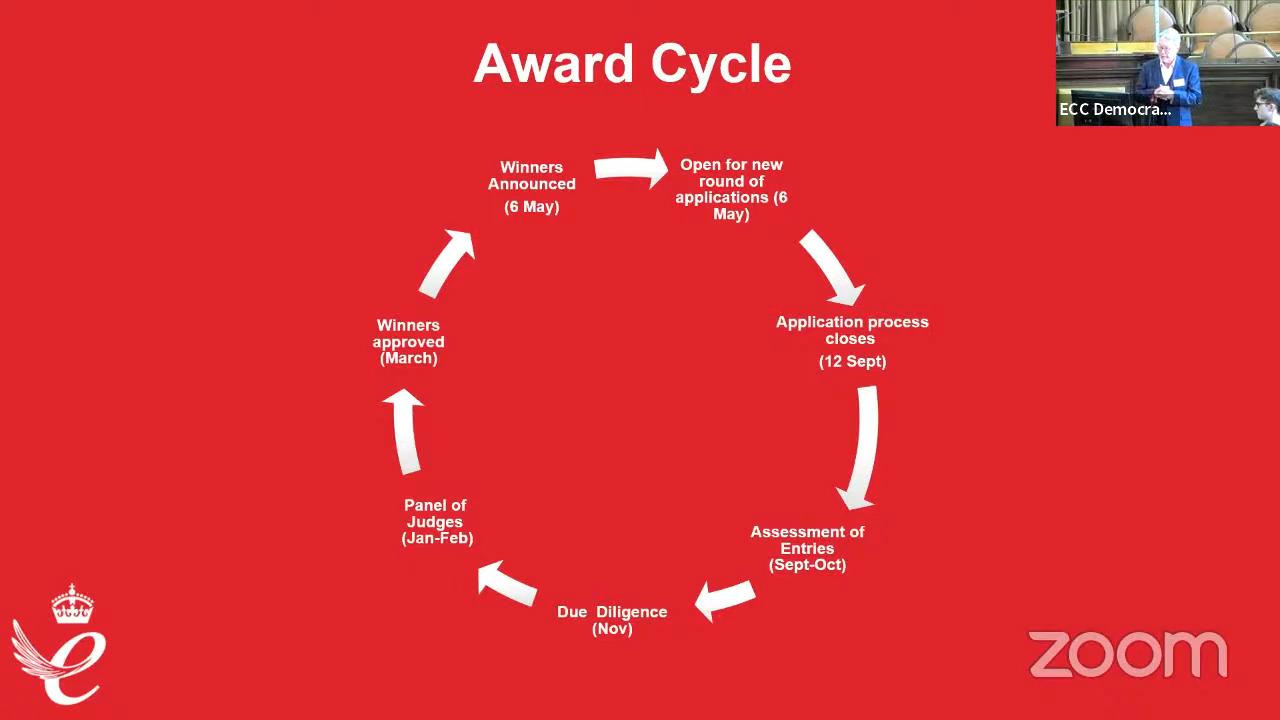 Award Cycle
ECC Democra...
Winners
Announced
(6 May)
Open for new
round of
applications (6
May)
Application process
closes
(12 Sept)
Assessment of
Entries
(Sept-Oct)
Due Diligence
(Nov)
Panel of
Judges
(Jan-Feb)
Winners
approved
(March)
e
zoom